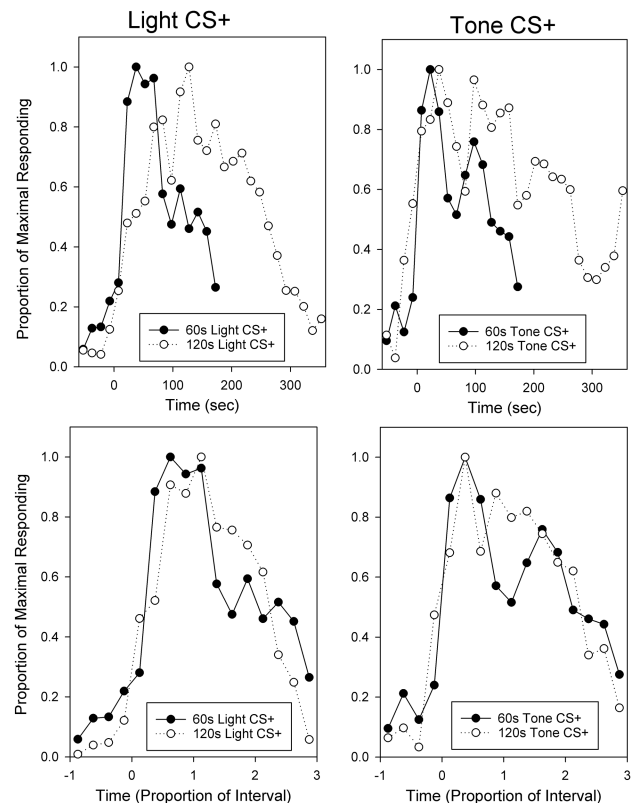 Light CS+
Tone CS+
Proportion of Maximal Responding
1.0
0.8
0.6
0.4
0.2
0.0
60s Light CS+
120s Light CS+
0 100 200 300
Time (sec)
1.0
0.8
0.6
0.4
0.2
0.0
60s Tone CS+
120s Tone CS+
0 100 200 300
Time (sec)
Proportion of Maximal Responding
1.0
0.8
0.6
0.4
0.2
0.0
60s Light CS+
120s Light CS+
-1 0 1 2 3
Time (Proportion of Interval)
1.0
0.8
0.6
0.4
0.2
0.0
60s Tone CS+
120s Tone CS+
-1 0 1 2 3
Time (Proportion of Interval)